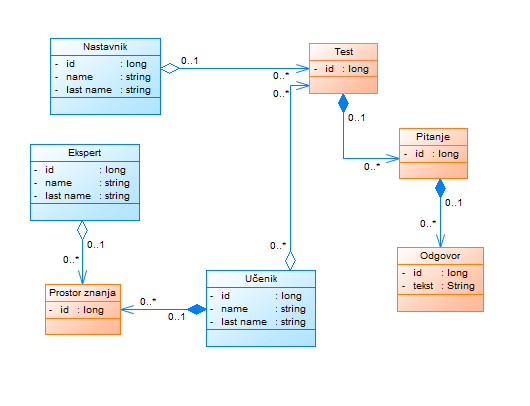 Nastavnik
- id : long
- name : string
- last name : string
0..1
0..*
0..*
Test
- id : long
0..1
0..*
Pitanje
- id : long
0..1
0..*
Odgovor
- id : long
- tekst : String
Ekspert
- id : long
- name : string
- last name : string
0..1
0..*
Prostor znanja
- id : long
0..*
0..1
0..*
Učenik
- id : long
- name : string
- last name : string